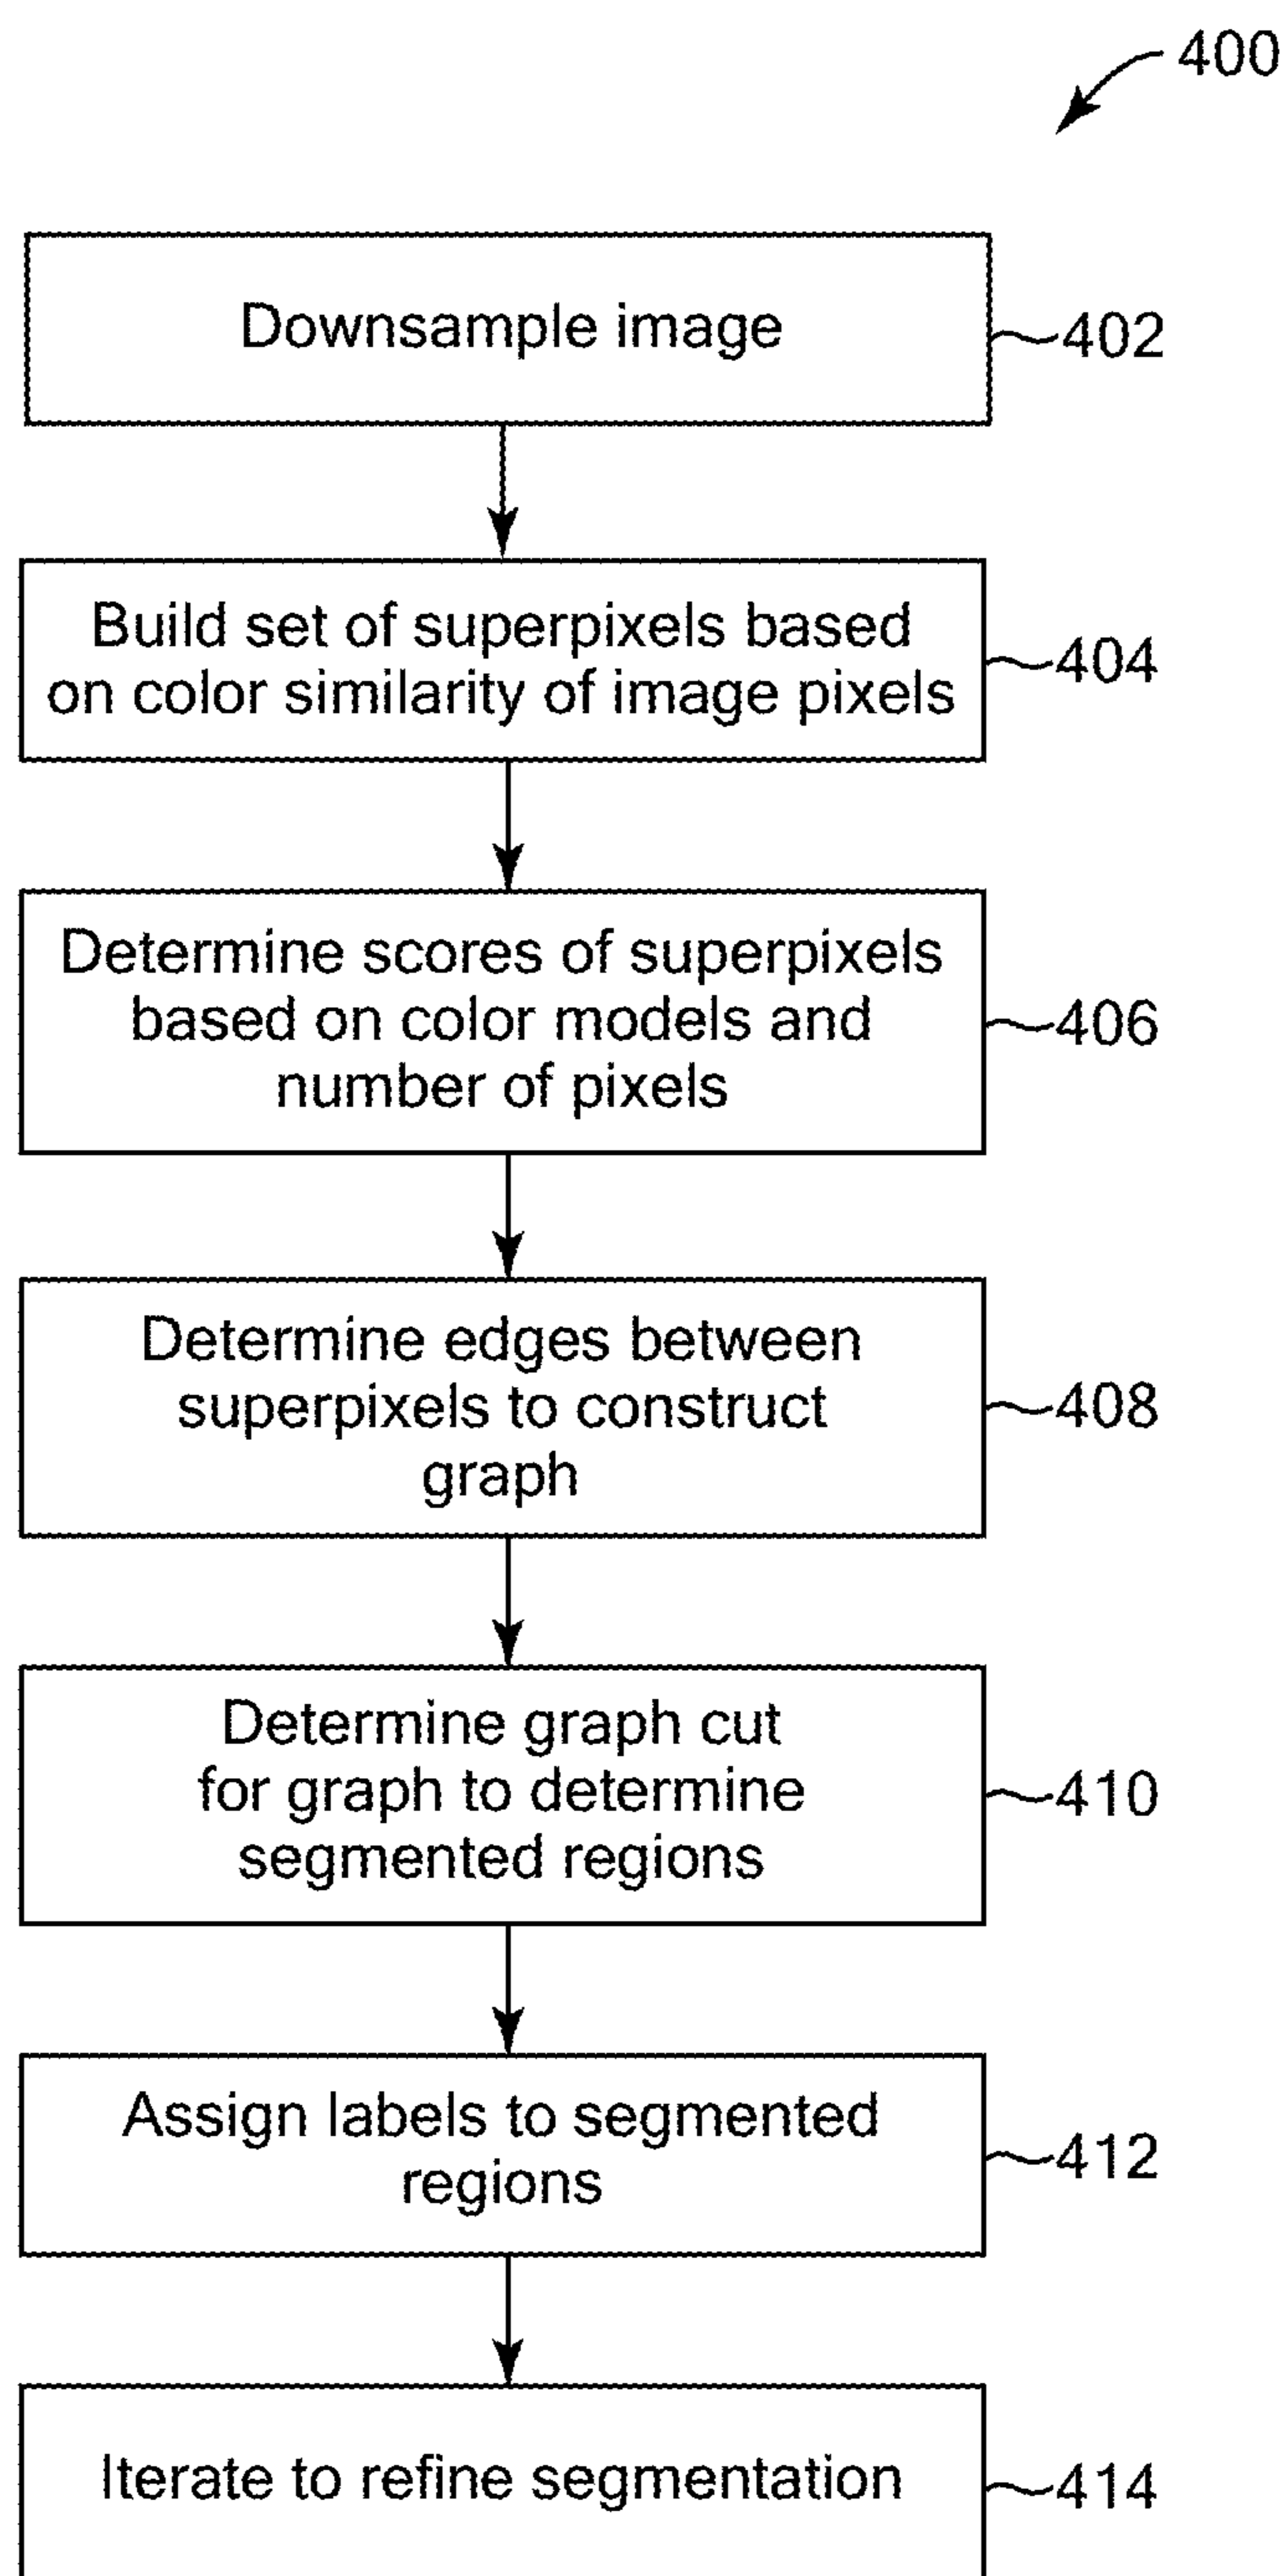 400
Downsample image
402
Build set of superpixels based
on color similarity of image pixels
404
Determine scores of superpixels
based on color models and
number of pixels
406
Determine edges between
superpixels to construct
graph
408
Determine graph cut
for graph to determine
segmented regions
410
Assign labels to segmented
regions
412
Iterate to refine segmentation
414